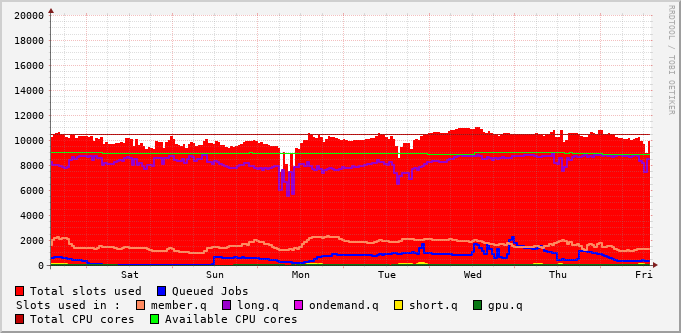 RRDTOOL / TOBI OETIKER
20000
18000
16000
14000
12000
10000
8000
6000
4000
2000
0
Sat Sun Mon Tue Wed Thu Fri
Total slots used Queued Jobs
Slots used in : member.q long.q ondemand.q short.q gpu.q
Total CPU cores Available CPU cores